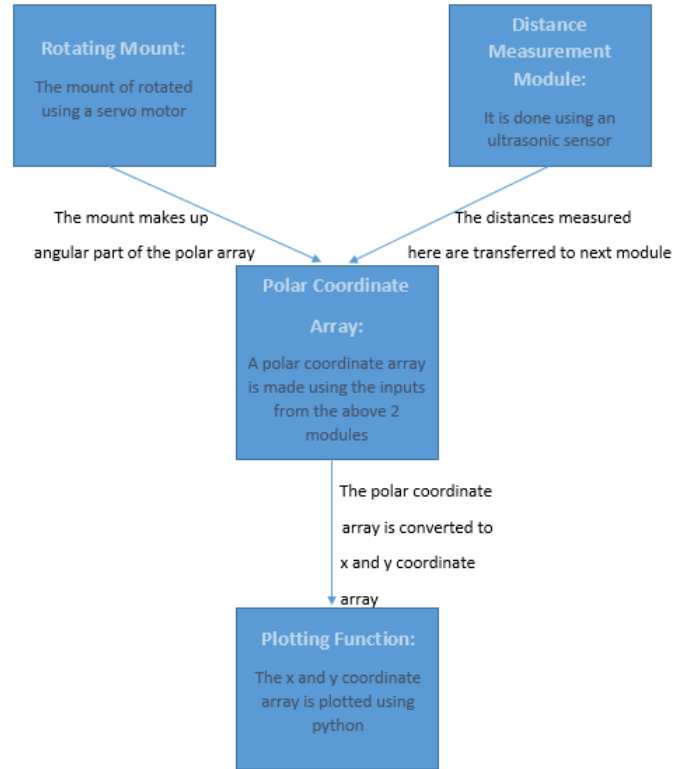 Rotating Mount:
The mount of rotated
using a servo motor
Distance
Measurement
Module:
It is done using an
ultrasonic sensor
The mount makes up
angular part of the polar array
The distances measured
here are transferred to next module
Polar Coordinate
Array:
A polar coordinate array
is made using the inputs
from the above 2
modules
The polar coordinate
array is converted to
x and y coordinate
array
Plotting Function:
The x and y coordinate
array is plotted using
python